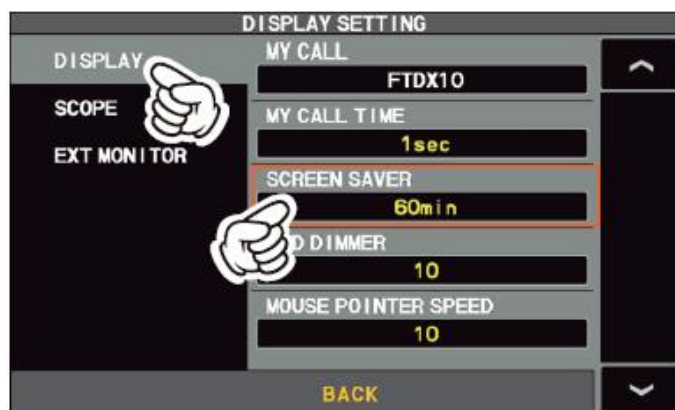 DISPLAY SETTING
DISPLAY
SCOPE
EXT MONITOR
MY CALL
FTDX10
MY CALL TIME
1sec
SCREEN SAVER
60min
DIMMER
10
MOUSE POINTER SPEED
10
BACK